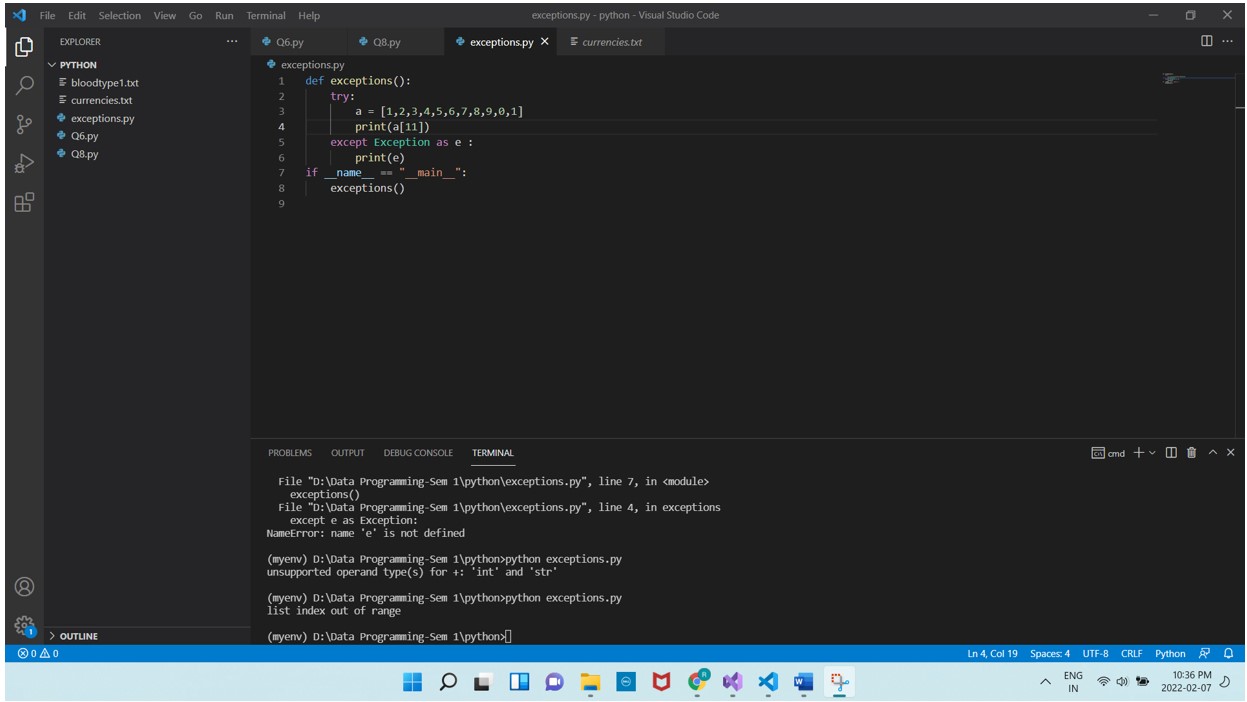 File Edit Selection View Go Run Terminal Help
exceptions.py - python - Visual Studio Code
EXPLORER
PYTHON
bloodtype1.txt
currencies.txt
exceptions.py
Q6.py
Q8.py
OUTLINE
Q6.py Q8.py exceptions.py currencies.txt
exceptions.py
1 def exceptions():
2 try:
3 a = [1,2,3,4,5,6,7,8,9,0,1]
4 print(a[11])
5 except Exception as e :
6 print(e)
7 if __name__ == "__main__":
8 exceptions()
9
PROBLEMS OUTPUT DEBUG CONSOLE TERMINAL
cmd
File "D:\Data Programming-Sem 1\python\exceptions.py", line 7, in <module>
exceptions()
File "D:\Data Programming-Sem 1\python\exceptions.py", line 4, in exceptions
except e as Exception:
NameError: name 'e' is not defined
(myenv) D:\Data Programming-Sem 1\python>python exceptions.py
unsupported operand type(s) for +: 'int' and 'str'
(myenv) D:\Data Programming-Sem 1\python>python exceptions.py
list index out of range
(myenv) D:\Data Programming-Sem 1\python>
1
0 0
Ln 4, Col 19 Spaces: 4 UTF-8 CRLF Python
ENG
IN
10:36 PM
2022-02-07